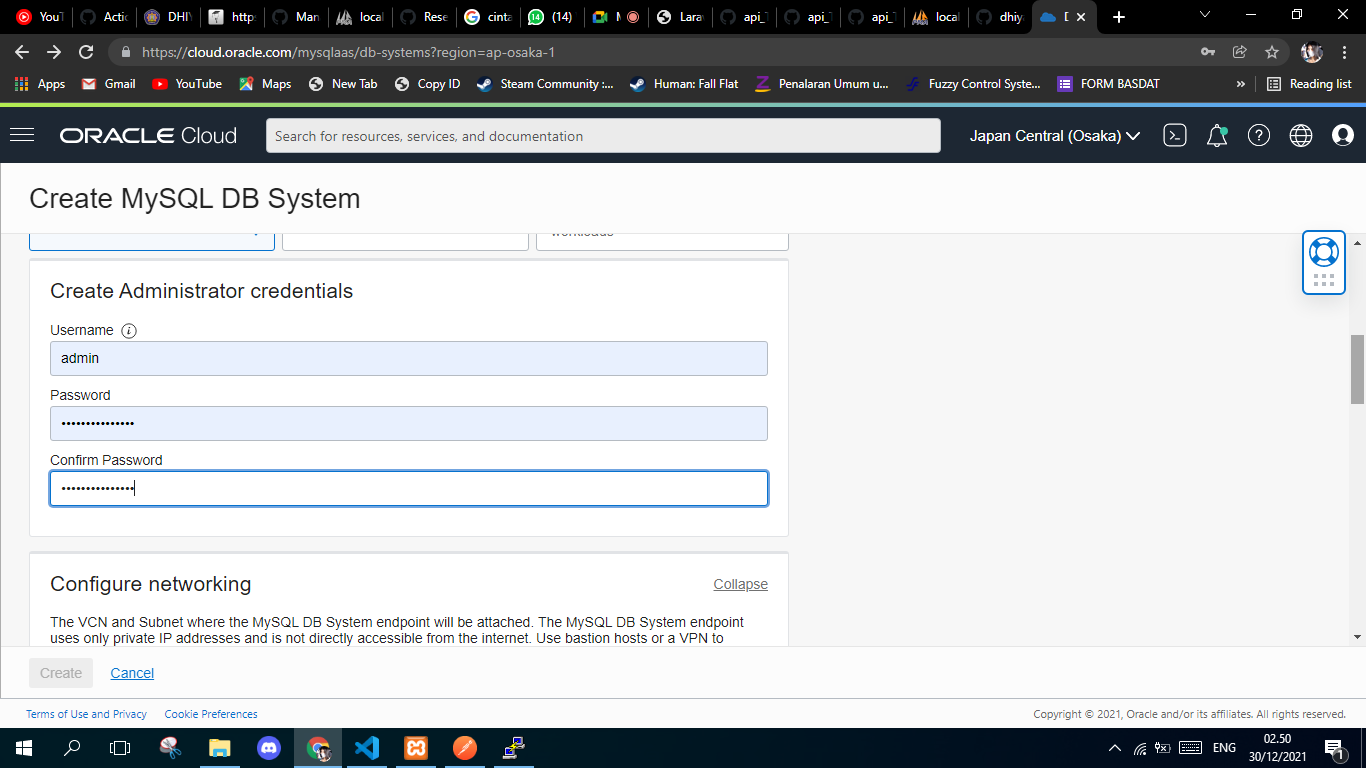 YouT
Actic
DHIY
https
Man
local
Rese
cinta
(14)
M
Lara
api_T
api_T
api_T
local
dhiy
https://cloud.oracle.com/mysqlaas/db-systems?region=ap-osaka-1
Apps
Gmail
YouTube
Maps
New Tab
Copy ID
Steam Community :...
Human: Fall Flat
Penalaran Umum u...
Fuzzy Control Syste...
FORM BASDAT
»
Reading list
ORACLE Cloud
Search for resources, services, and documentation
Japan Central (Osaka)
Create MySQL DB System
workloads
Create Administrator credentials
Username
admin
Password
•••••••••••••••
Confirm Password
•••••••••••••••
Configure networking
Collapse
The VCN and Subnet where the MySQL DB System endpoint will be attached. The MySQL DB System endpoint
uses only private IP addresses and is not directly accessible from the internet. Use bastion hosts or a VPN to
Create
Cancel
Terms of Use and Privacy
Cookie Preferences
Copyright © 2021, Oracle and/or its affiliates. All rights reserved.
ENG
02.50
30/12/2021
1